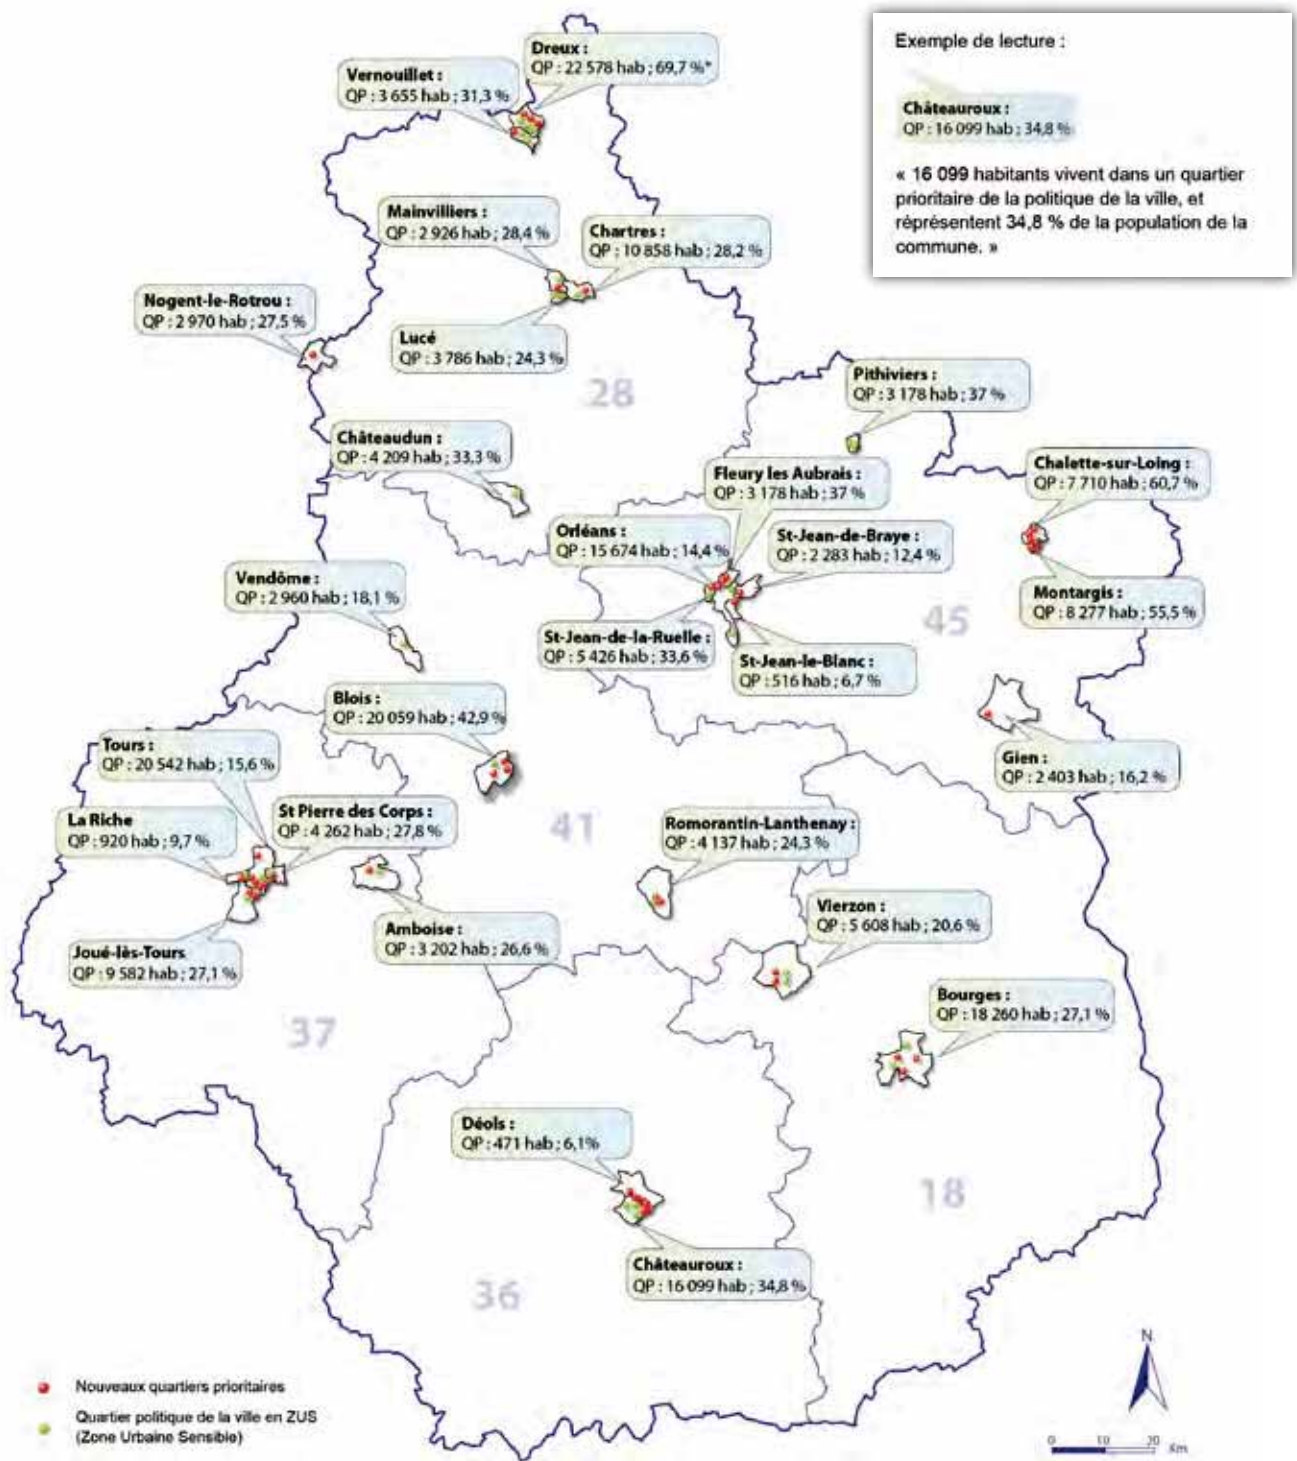 Exemple de lecture :
Châteauroux :
QP : 16 099 hab ; 34,8 %
« 16 099 habitants vivent dans un quartier
prioritaire de la politique de la ville, et
réprésentent 34,8 % de la population de la
commune. »
Dreux :
QP : 22 578 hab ; 69,7 %*
Vernouillet :
QP : 3 655 hab ; 31,3 %
Mainvilliers :
QP : 2 926 hab ; 28,4 %
Chartres :
QP : 10 858 hab ; 28,2 %
Nogent-le-Rotrou :
QP : 2 970 hab ; 27,5 %
Lucé
QP : 3 786 hab ; 24,3 %
28
Pithiviers :
QP : 3 178 hab ; 37 %
Châteaudun :
QP : 4 209 hab ; 33,3 %
Fleury les Aubrais :
QP : 3 178 hab ; 37 %
Chalette-sur-Loing :
QP : 7 710 hab ; 60,7 %
Orléans :
QP : 15 674 hab ; 14,4 %
St-Jean-de-Braye :
QP : 2 283 hab ; 12,4 %
Vendôme :
QP : 2 960 hab ; 18,1 %
Montargis :
QP : 8 277 hab ; 55,5 %
45
St-Jean-de-la-Ruelle :
QP : 5 426 hab ; 33,6 %
St-Jean-le-Blanc :
QP : 516 hab ; 6,7 %
Blois :
QP : 20 059 hab ; 42,9 %
Tours :
QP : 20 542 hab ; 15,6 %
Gien :
QP : 2 403 hab ; 16,2 %
La Riche
QP : 920 hab ; 9,7 %
St Pierre des Corps :
QP : 4 262 hab ; 27,8 %
41
Romorantin-Lanthenay :
QP : 4 137 hab ; 24,3 %
Vierzon :
QP : 5 608 hab ; 20,6 %
Amboise :
QP : 3 202 hab ; 26,6 %
Joué-lès-Tours
QP : 9 582 hab ; 27,1 %
Bourges :
QP : 18 260 hab ; 27,1 %
37
Déols :
QP : 471 hab ; 6,1%
18
Châteauroux :
QP : 16 099 hab ; 34,8 %
36
N
Nouveaux quartiers prioritaires
Quartier politique de la ville en ZUS
(Zone Urbaine Sensible)
0 10 20 Km